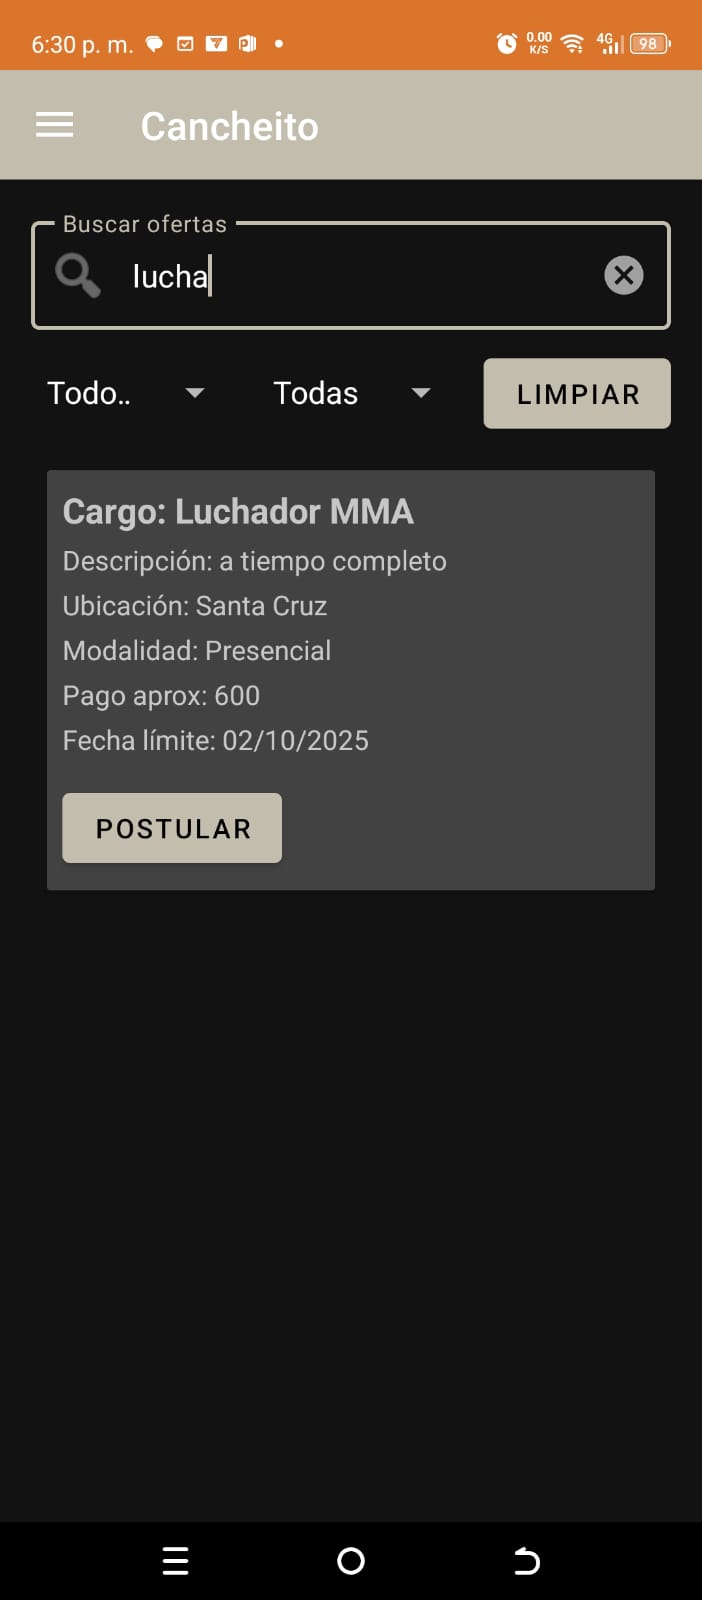 6:30 p. m. 0.00 K/S 4G 98
Cancheito
Buscar ofertas
lucha
Todo.. Todas LIMPIAR
Cargo: Luchador MMA
Descripción: a tiempo completo
Ubicación: Santa Cruz
Modalidad: Presencial
Pago aprox: 600
Fecha límite: 02/10/2025
POSTULAR